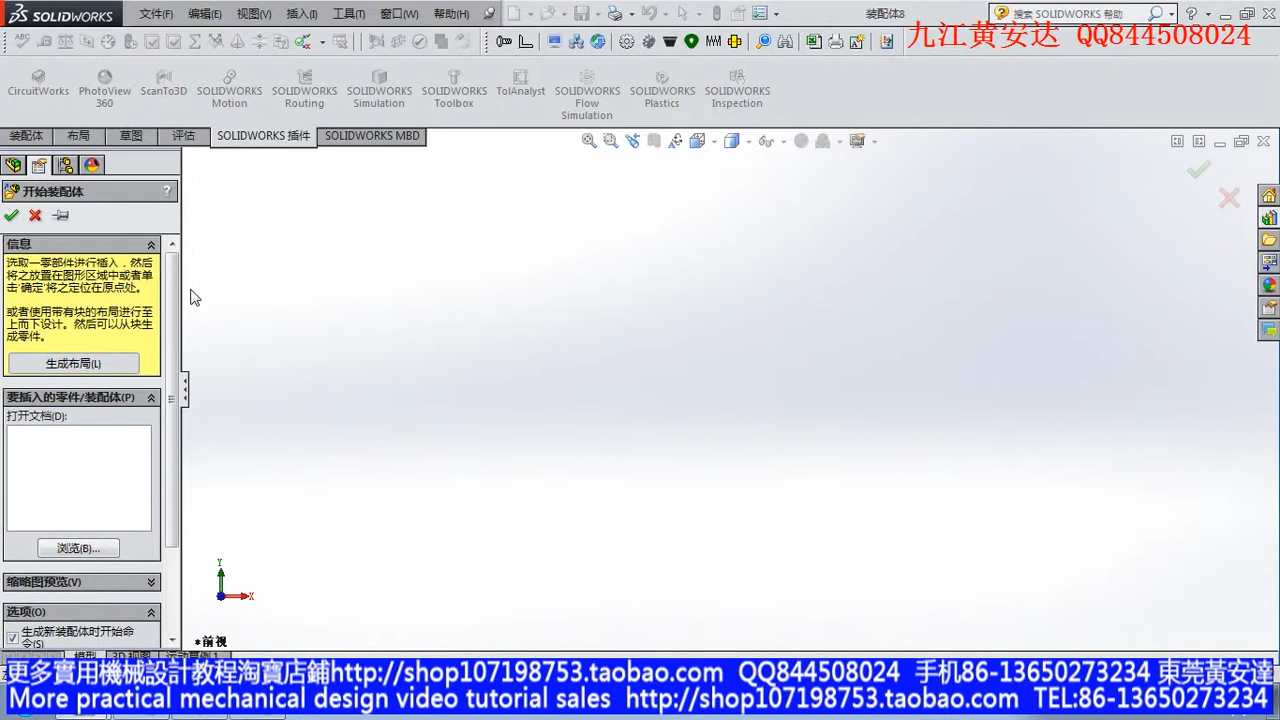 SOLIDWORKS 文件(F) 编辑(E) 视图(V) 插入(I) 工具(T) 窗口(W) 帮助(H) 装配体8 搜索 SOLIDWORKS 帮助
九江黄安达 QQ844508024
CircuitWorks
PhotoView 360
ScanTo3D
SOLIDWORKS Motion
SOLIDWORKS Routing
SOLIDWORKS Simulation
SOLIDWORKS Toolbox
TolAnalyst
SOLIDWORKS Flow Simulation
SOLIDWORKS Plastics
SOLIDWORKS Inspection
装配体 布局 草图 评估 SOLIDWORKS 插件 SOLIDWORKS MBD
开始装配体 ?
信息
选取一零部件进行插入，然后
将之放置在图形区域中或者单
击'确定'将之定位在原点处。
或者使用带有块的布局进行至
上而下设计。然后可以从块生
成零件。
生成布局(L)
要插入的零件/装配体(P)
打开文档(D):
浏览(B)...
缩略图预览(V)
选项(O)
生成新装配体时开始命
令(S)
Y
X
*前视
模型 3D 视图 运动算例 1
更多實用機械設計教程淘寶店鋪http://shop107198753.taobao.com QQ844508024 手机86-13650273234 東莞黃安達
More practical mechanical design video tutorial sales http://shop107198753.taobao.com TEL:86-13650273234